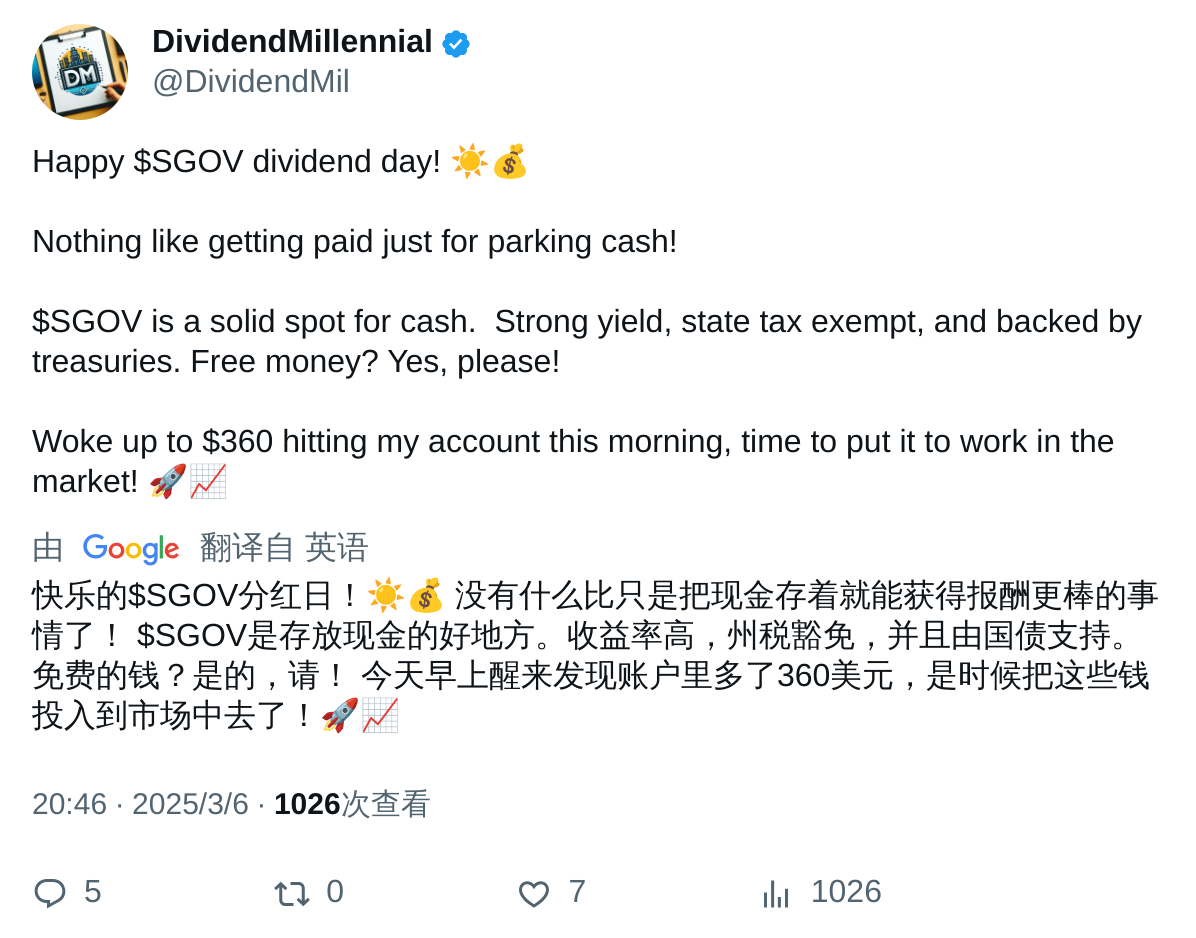 DividendMillennial
@DividendMil
Happy $SGOV dividend day! ☀️💰
Nothing like getting paid just for parking cash!
$SGOV is a solid spot for cash.  Strong yield, state tax exempt, and backed by
treasuries. Free money? Yes, please!
Woke up to $360 hitting my account this morning, time to put it to work in the
market! 🚀📈
由 Google 翻译自 英语
快乐的$SGOV分红日！☀️💰 没有什么比只是把现金存着就能获得报酬更棒的事
情了！ $SGOV是存放现金的好地方。收益率高，州税豁免，并且由国债支持。
免费的钱？是的，请！ 今天早上醒来发现账户里多了360美元，是时候把这些钱
投入到市场中去了！🚀📈
20:46 · 2025/3/6 · 1026次查看
5 0 7 1026
DM